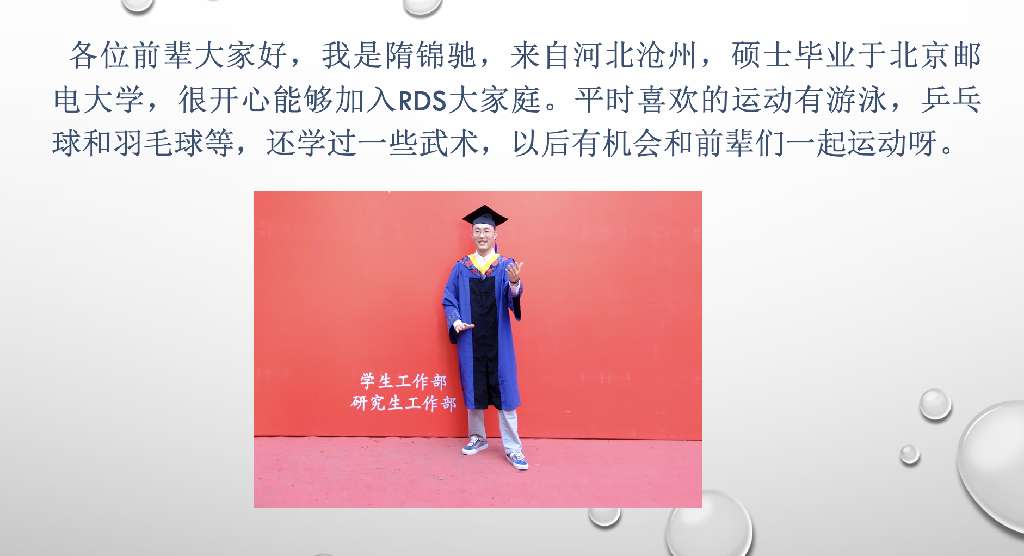 各位前辈大家好，我是隋锦驰，来自河北沧州，硕士毕业于北京邮
电大学，很开心能够加入RDS大家庭。平时喜欢的运动有游泳，乒乓
球和羽毛球等，还学过一些武术，以后有机会和前辈们一起运动呀。
学生工作部
研究生工作部